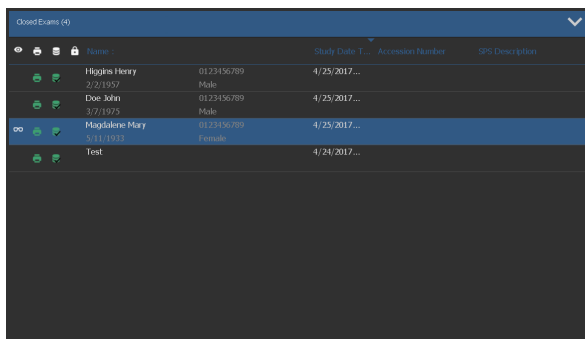 Closed Exams (4)
Name : Study Date T... Accession Number SPS Description
Higgins Henry 0123456789 4/25/2017...
2/2/1957 Male
Doe John 0123456789 4/25/2017...
3/7/1975 Male
Magdalene Mary 0123456789 4/25/2017...
5/11/1933 Female
Test 4/24/2017...